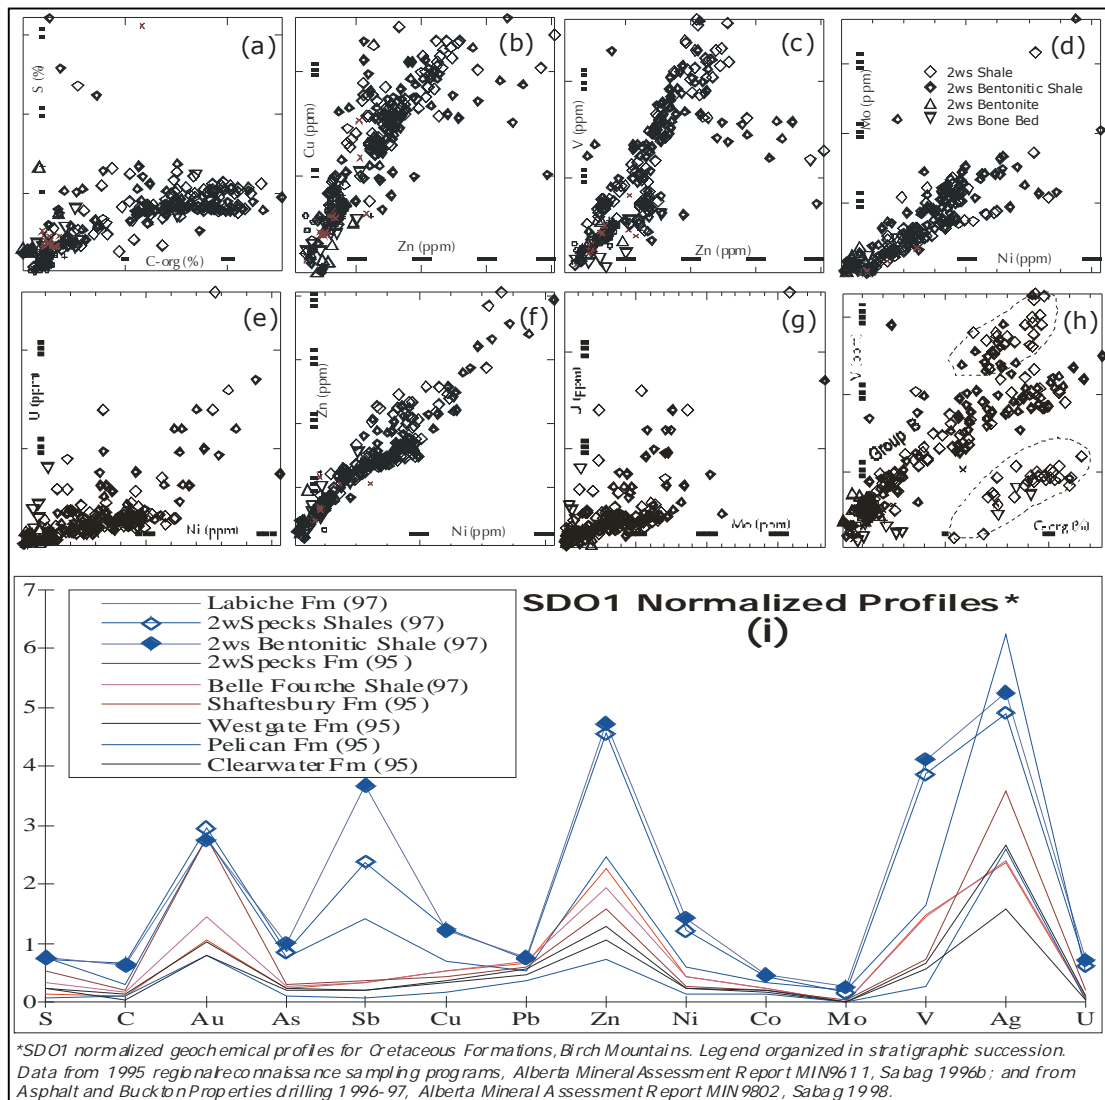 (a)
S (%)
C-org (%)
(b)
Cu (ppm)
Zn (ppm)
(c)
V (ppm)
Zn (ppm)
(d)
Mo (ppm)
2ws Shale
2ws Bentonitic Shale
2ws Bentonite
2ws Bone Bed
Ni (ppm)
(e)
U (ppm)
Ni (ppm)
(f)
Zn (ppm)
Ni (ppm)
(g)
(ppm)
Mo (ppm)
(h)
Group
C-org (%)
SDO1 Normalized Profiles*
(i)
Labiche Fm (97)
2wSpecks Shales (97)
2ws Bentonitic Shale (97)
2wSpecks Fm (95)
Belle Fourche Shale (97)
Shaftesbury Fm (95)
Westgate Fm (95)
Pelican Fm (95)
Clearwater Fm (95)
7
6
5
4
3
2
1
0
S C Au As Sb Cu Pb Zn Ni Co Mo V Ag U
*SDO1 normalized geochemical profiles for Cretaceous Formations, Birch Mountains. Legend organized in stratigraphic succession.
Data from 1995 regional reconnaissance sampling programs, Alberta Mineral Assessment Report MIN9611, Sabag 1996b; and from
Asphalt and Buckton Properties drilling 1996-97, Alberta Mineral Assessment Report MIN9802, Sabag 1998.